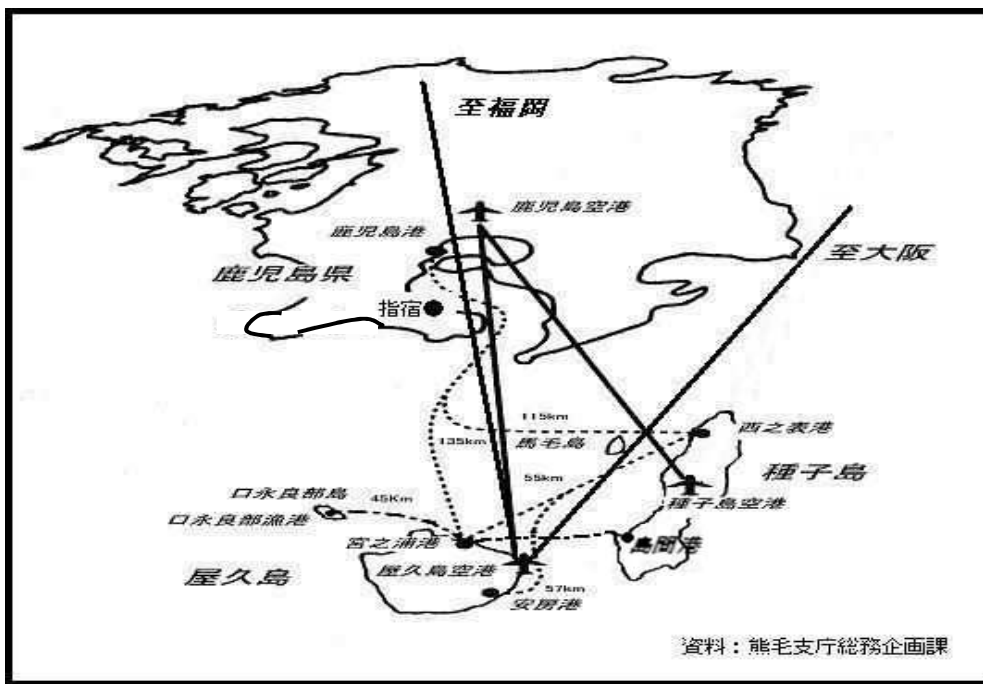 至福岡
鹿児島空港
鹿児島港
至大阪
鹿児島県
指宿
115km
西之表港
135km
馬毛島
種子島
55km
種子島空港
口永良部島
45Km
口永良部漁港
宮之浦港
島間港
屋久島空港
屋久島
57km
安房港
資料：熊毛支庁総務企画課